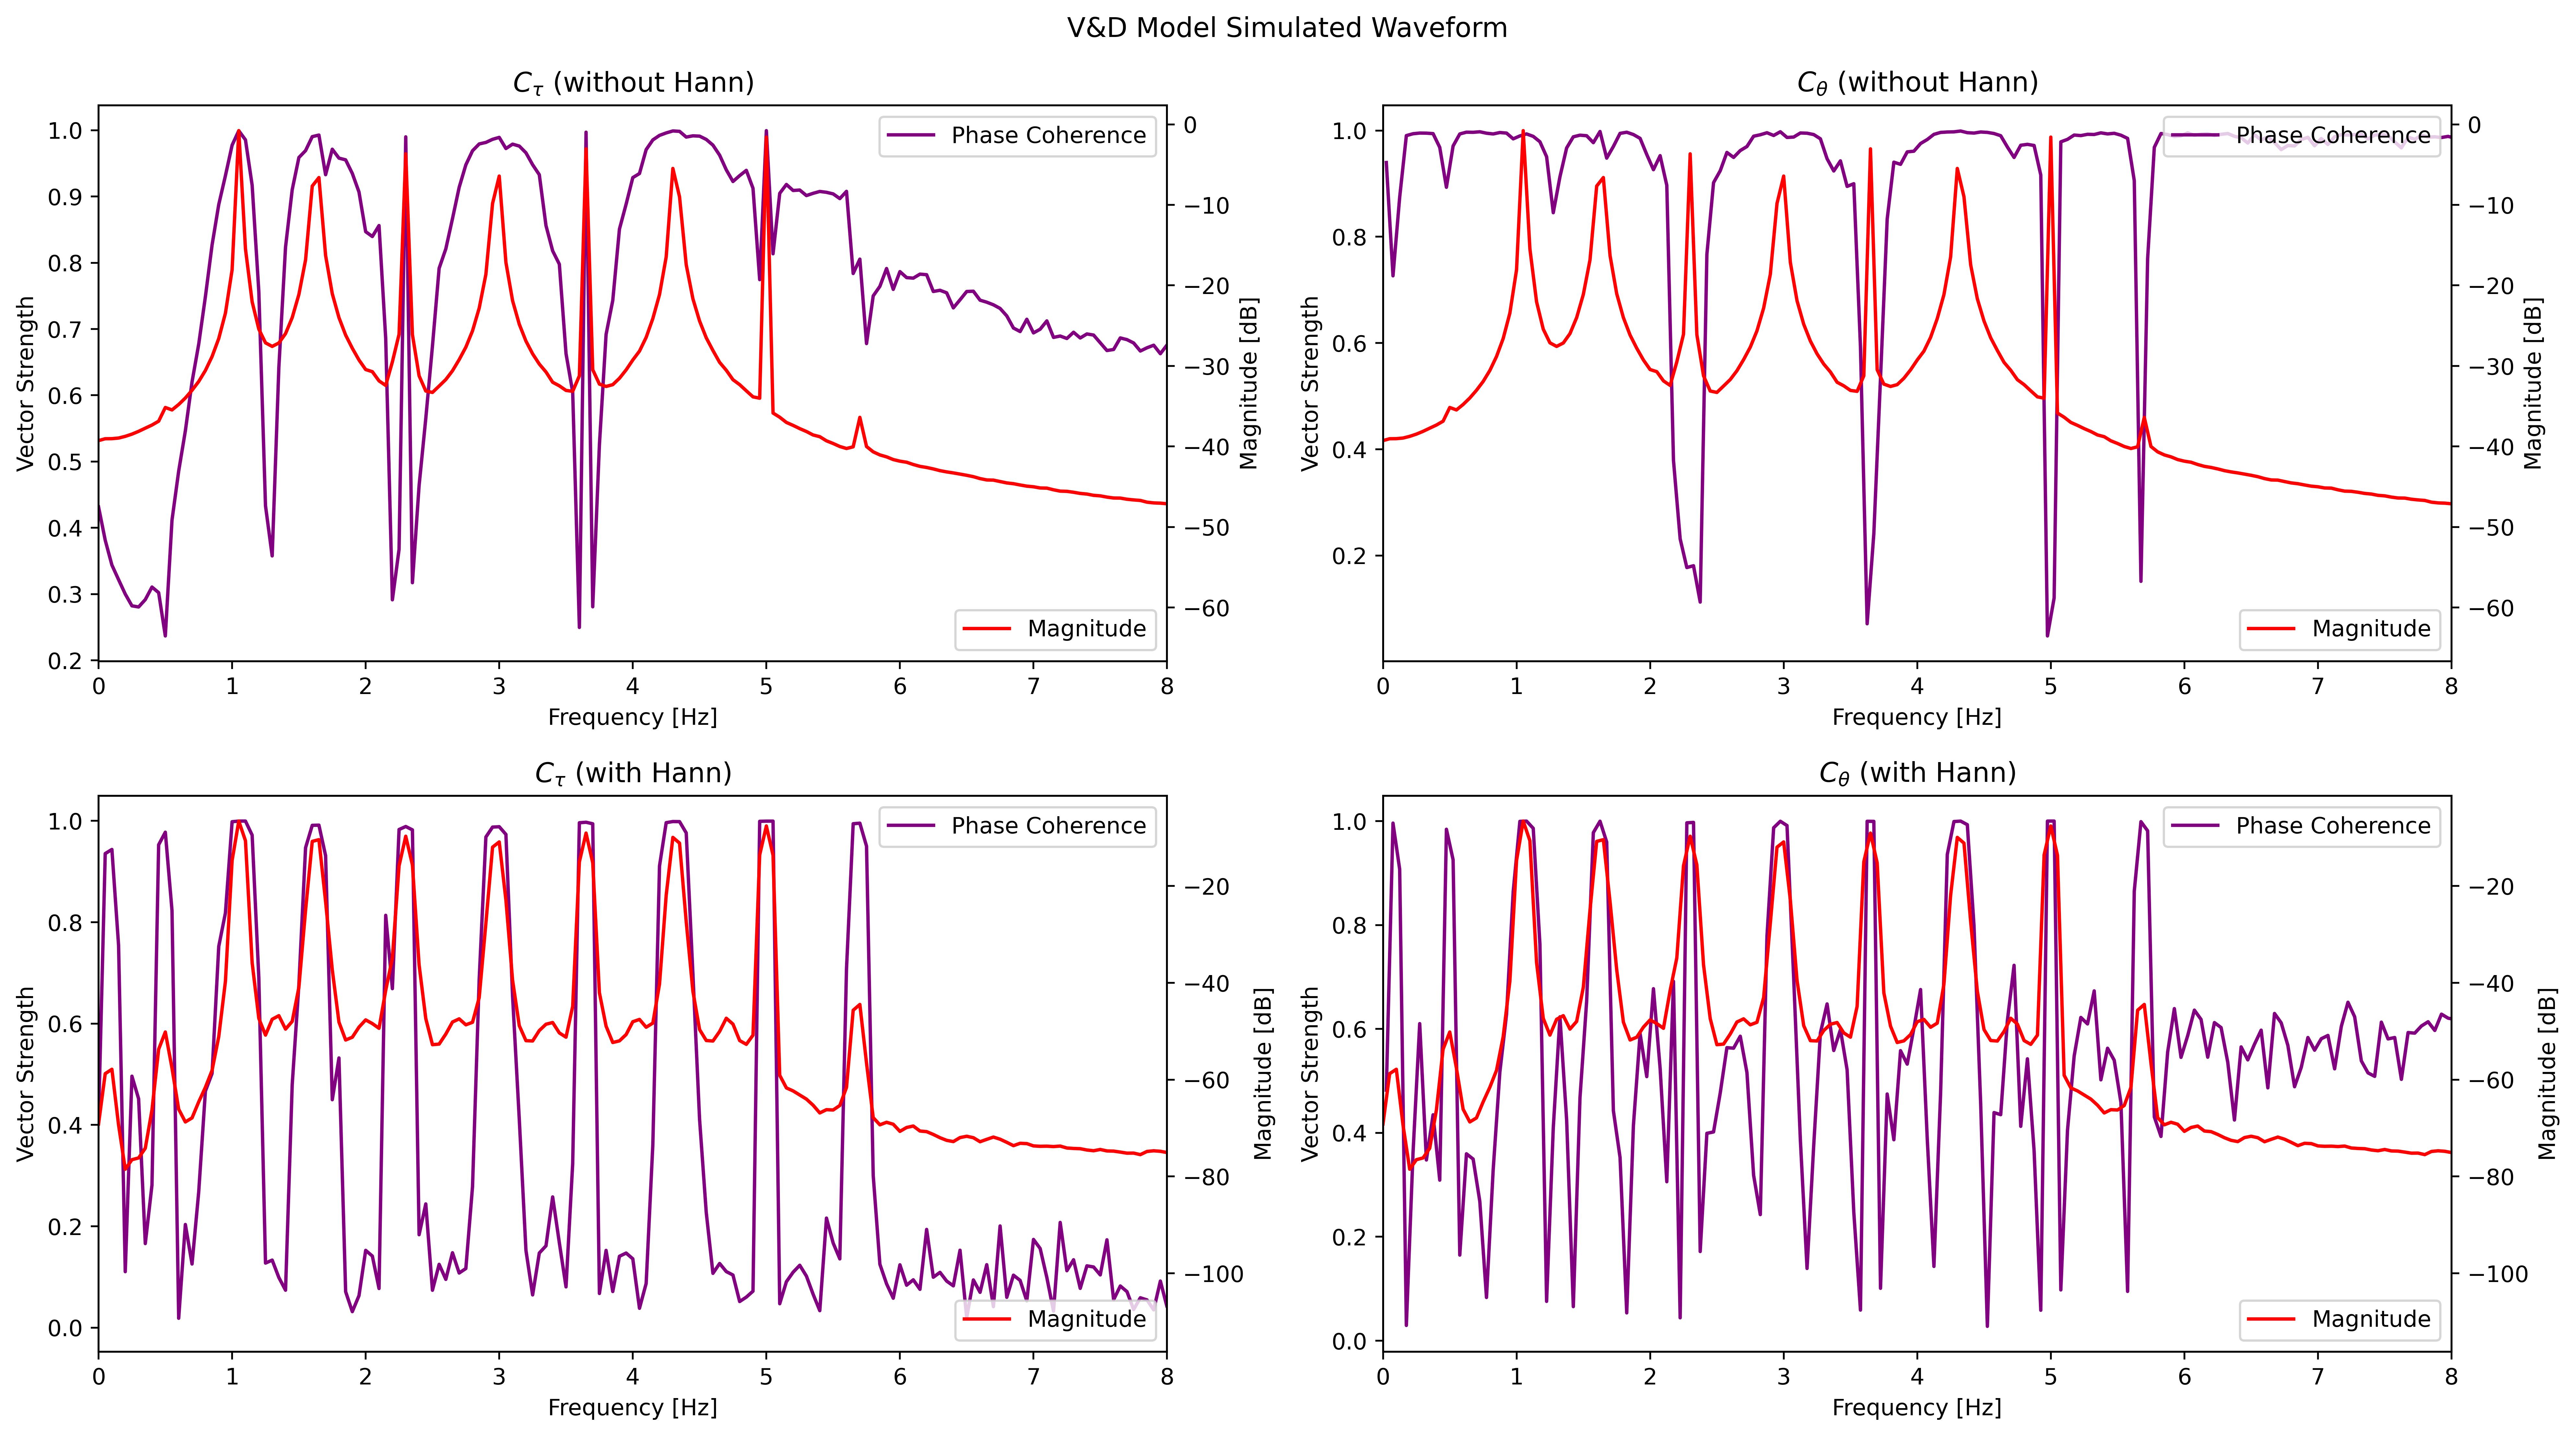 V&D Model Simulated Waveform
C_τ (without Hann)
C_θ (without Hann)
1.0
0.9
0.8
0.7
0.6
0.5
0.4
0.3
0.2
Vector Strength
Phase Coherence
Magnitude
0
−10
−20
−30
−40
−50
−60
Magnitude [dB]
0 1 2 3 4 5 6 7 8
Frequency [Hz]
1.0
0.8
0.6
0.4
0.2
Vector Strength
Phase Coherence
Magnitude
0
−10
−20
−30
−40
−50
−60
Magnitude [dB]
0 1 2 3 4 5 6 7 8
Frequency [Hz]
C_τ (with Hann)
C_θ (with Hann)
1.0
0.8
0.6
0.4
0.2
0.0
Vector Strength
Phase Coherence
Magnitude
−20
−40
−60
−80
−100
Magnitude [dB]
0 1 2 3 4 5 6 7 8
Frequency [Hz]
1.0
0.8
0.6
0.4
0.2
0.0
Vector Strength
Phase Coherence
Magnitude
−20
−40
−60
−80
−100
Magnitude [dB]
0 1 2 3 4 5 6 7 8
Frequency [Hz]